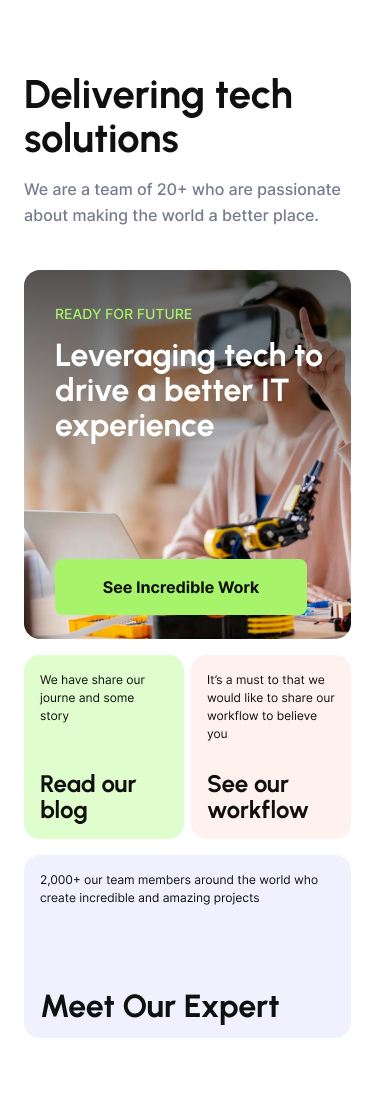 Delivering tech
solutions
We are a team of 20+ who are passionate
about making the world a better place.
READY FOR FUTURE
Leveraging tech to
drive a better IT
experience
See Incredible Work
We have share our
journe and some
story
Read our
blog
It's a must to that we
would like to share our
workflow to believe
you
See our
workflow
2,000+ our team members around the world who
create incredible and amazing projects
Meet Our Expert